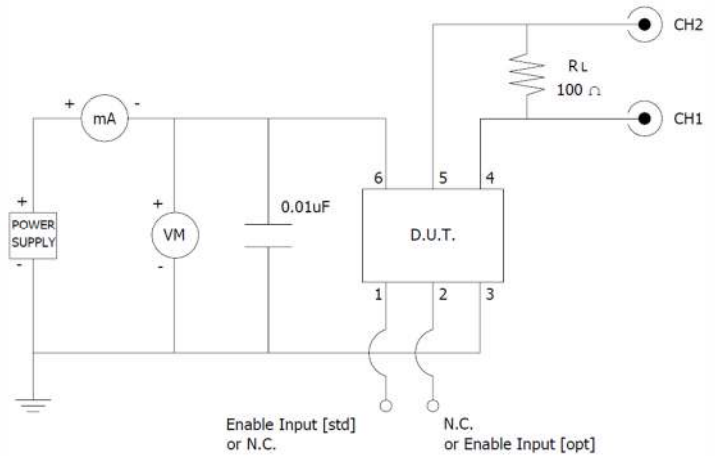 CH2
RL
100 Ω
CH1
+ mA -
6 5 4
+
POWER
SUPPLY
-
+
VM
-
0.01uF
D.U.T.
1 2 3
Enable Input [std]
or N.C.
N.C.
or Enable Input [opt]